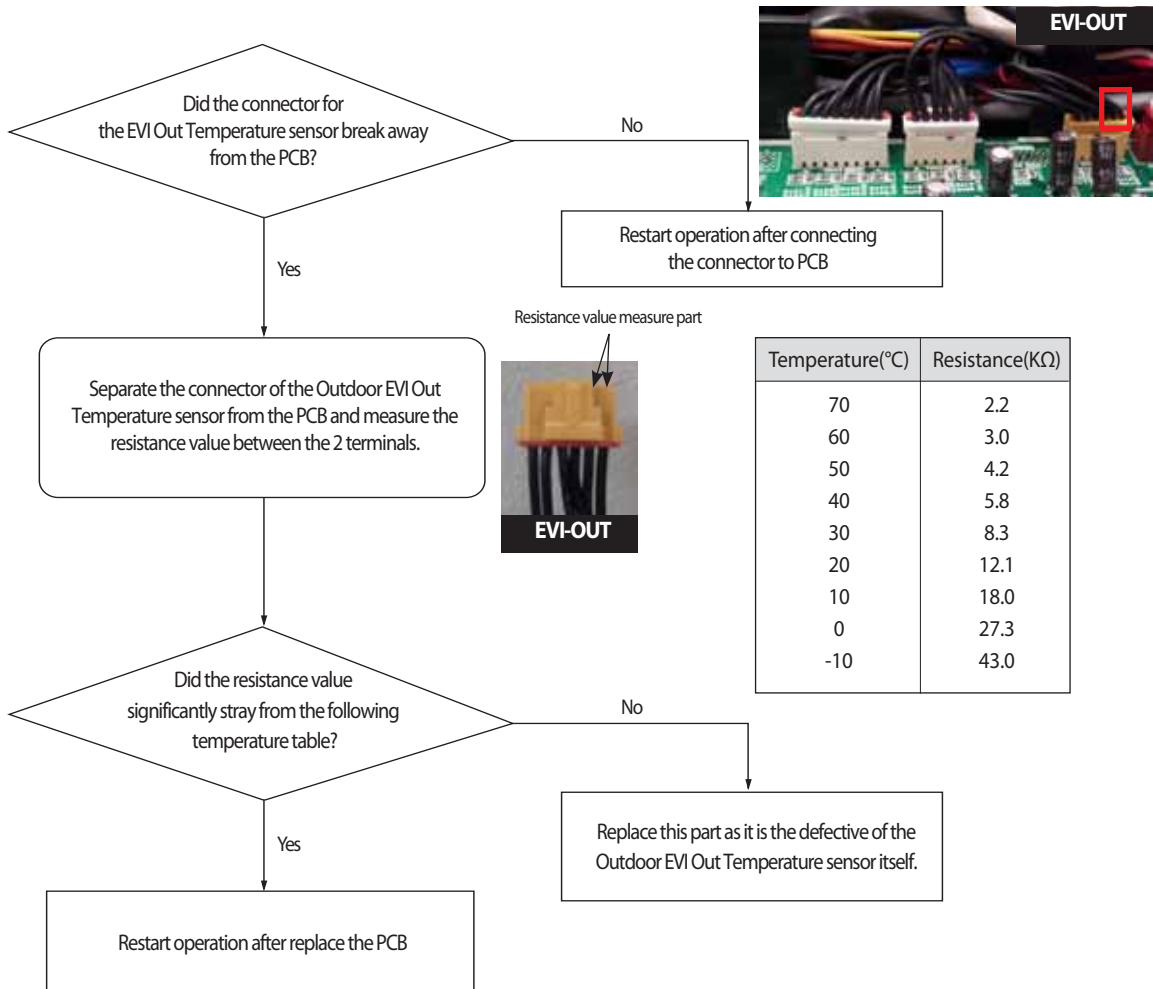 EVI-OUT
Did the connector for
the EVI Out Temperature sensor break away
from the PCB?
No
Restart operation after connecting
the connector to PCB
Yes
Resistance value measure part
Separate the connector of the Outdoor EVI Out
Temperature sensor from the PCB and measure the
resistance value between the 2 terminals.
EVI-OUT
Temperature(°C) Resistance(KΩ)
70 2.2
60 3.0
50 4.2
40 5.8
30 8.3
20 12.1
10 18.0
0 27.3
-10 43.0
Did the resistance value
significantly stray from the following
temperature table?
No
Replace this part as it is the defective of the
Outdoor EVI Out Temperature sensor itself.
Yes
Restart operation after replace the PCB